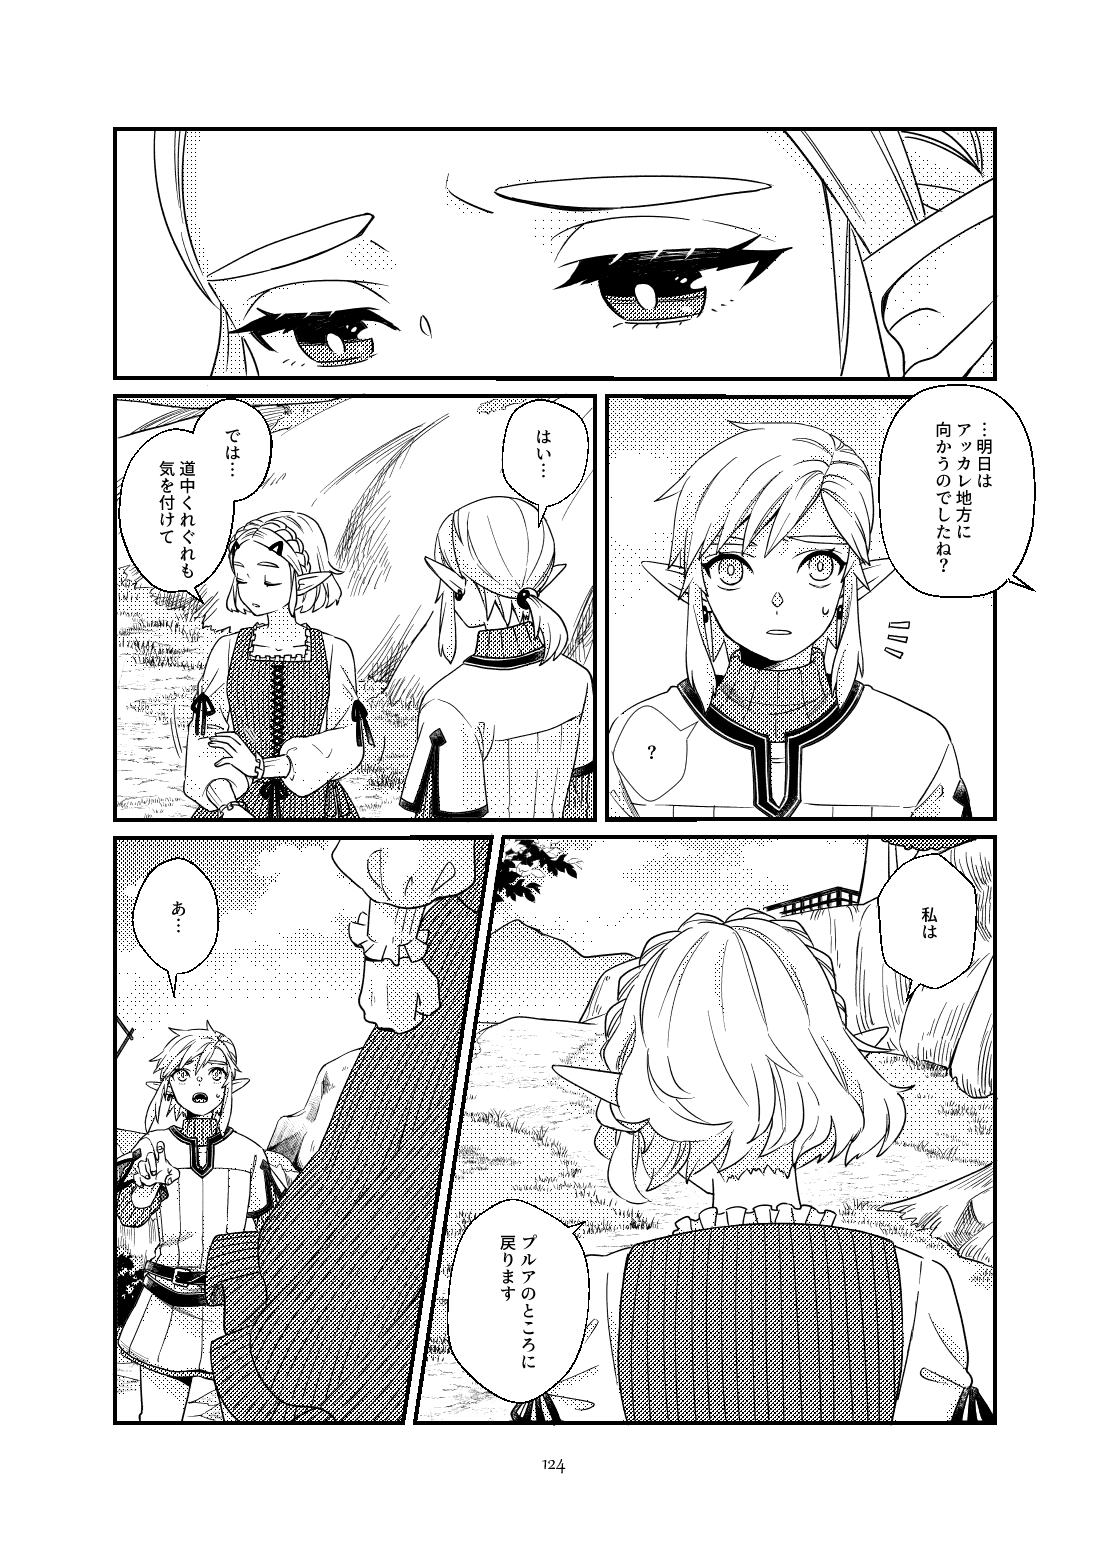 …明日は
アッカレ地方に
向かうのでしたね?
?
はい…
では…
道中くれぐれも
気を付けて
私は
プルアのところに
戻ります
あ…
124